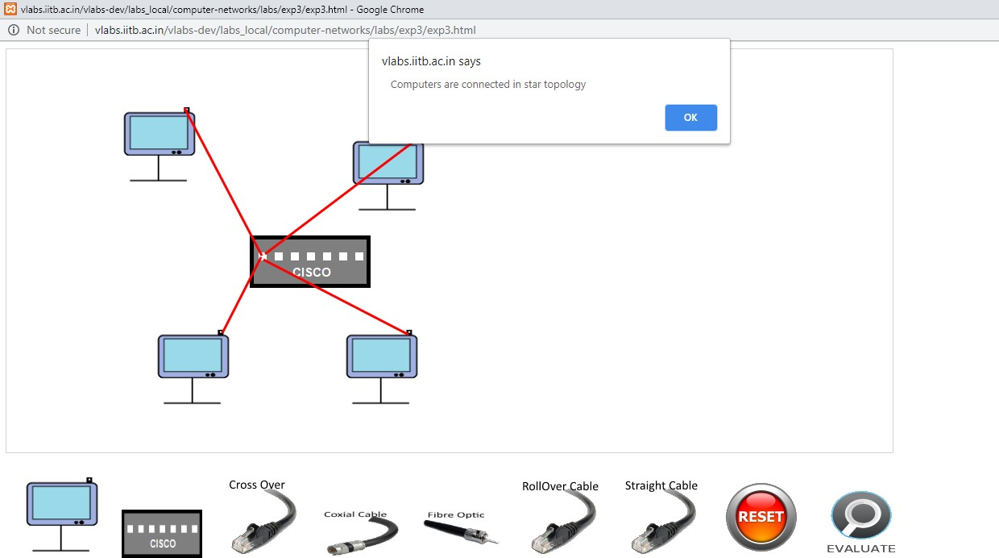 vlabs.iitb.ac.in/vlabs-dev/labs_local/computer-networks/labs/exp3/exp3.html - Google Chrome
Not secure | vlabs.iitb.ac.in/vlabs-dev/labs_local/computer-networks/labs/exp3/exp3.html
vlabs.iitb.ac.in says
Computers are connected in star topology
OK
CISCO
CISCO
Cross Over
Coxial Cable
Fibre Optic
RollOver Cable
Straight Cable
RESET
EVALUATE